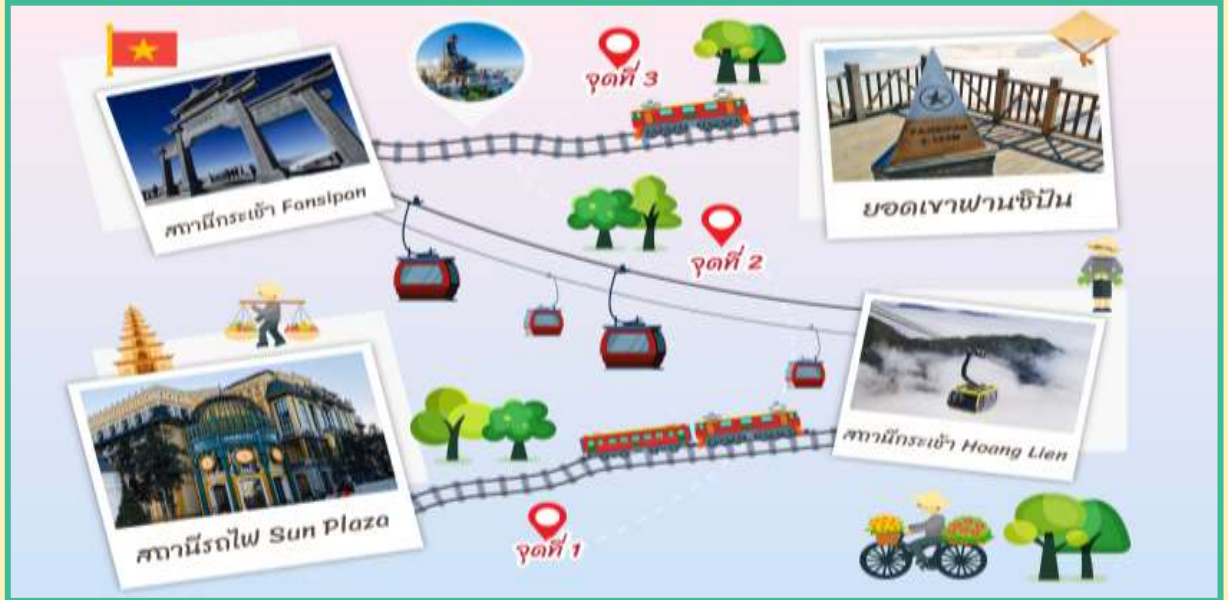 จุดที่ 3
สถานีกระเช้า Fansipan
ยอดเขาฟานซิปัน
จุดที่ 2
สถานีกระเช้า Hoang Lien
สถานีรถไฟ Sun Plaza
จุดที่ 1